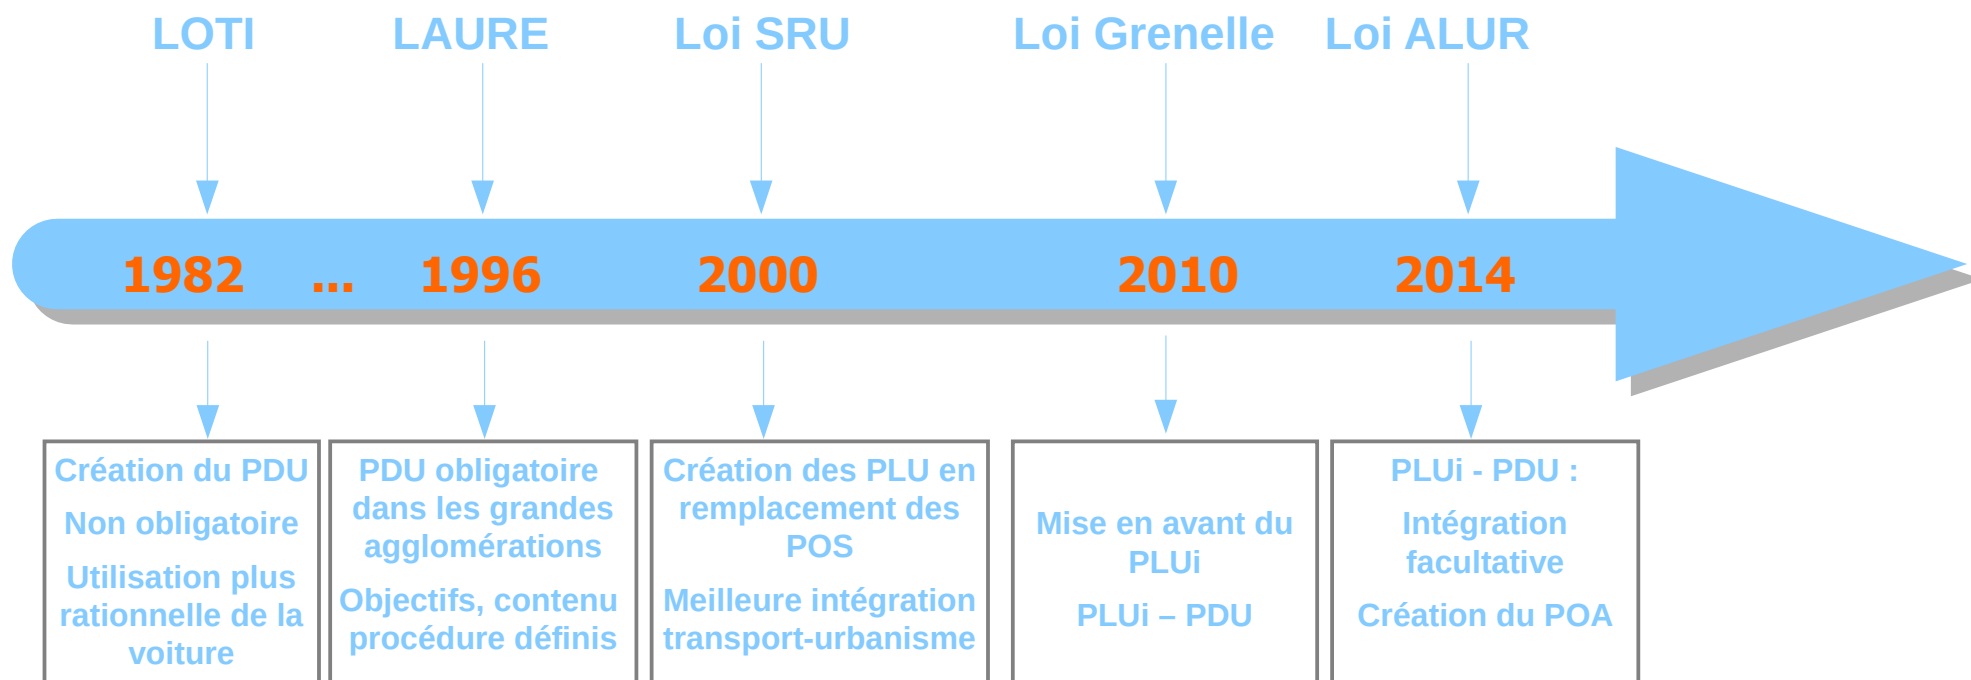 LOTI
LAURE
Loi SRU
Loi Grenelle
Loi ALUR
1982
...
1996
2000
2010
2014
Création du PDU
Non obligatoire
Utilisation plus
rationnelle de la
voiture
PDU obligatoire
dans les grandes
agglomérations
Objectifs, contenu
procédure définis
Création des PLU en
remplacement des
POS
Meilleure intégration
transport-urbanisme
Mise en avant du
PLUi
PLUi – PDU
PLUi - PDU :
Intégration
facultative
Création du POA